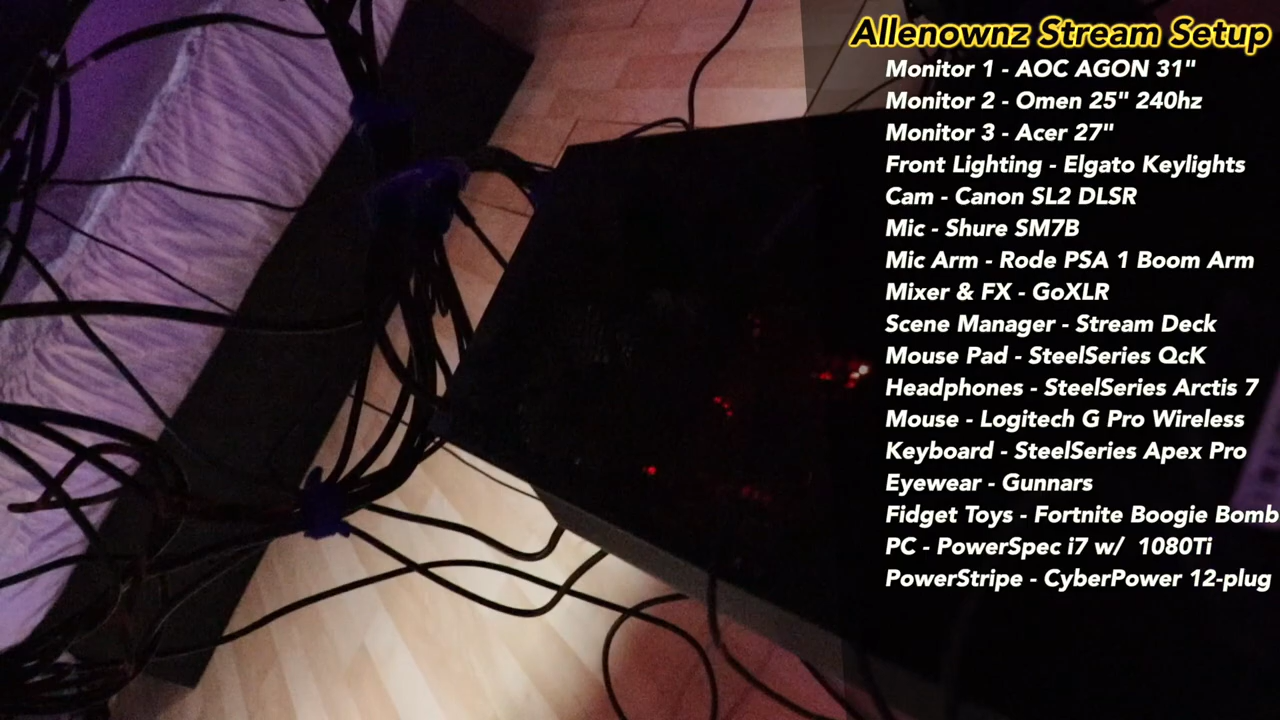 Allenownz Stream Setup
Monitor 1 - AOC AGON 31"
Monitor 2 - Omen 25" 240hz
Monitor 3 - Acer 27"
Front Lighting - Elgato Keylights
Cam - Canon SL2 DLSR
Mic - Shure SM7B
Mic Arm - Rode PSA 1 Boom Arm
Mixer & FX - GoXLR
Scene Manager - Stream Deck
Mouse Pad - SteelSeries QcK
Headphones - SteelSeries Arctis 7
Mouse - Logitech G Pro Wireless
Keyboard - SteelSeries Apex Pro
Eyewear - Gunnars
Fidget Toys - Fortnite Boogie Bomb
PC - PowerSpec i7 w/ 1080Ti
PowerStripe - CyberPower 12-plug